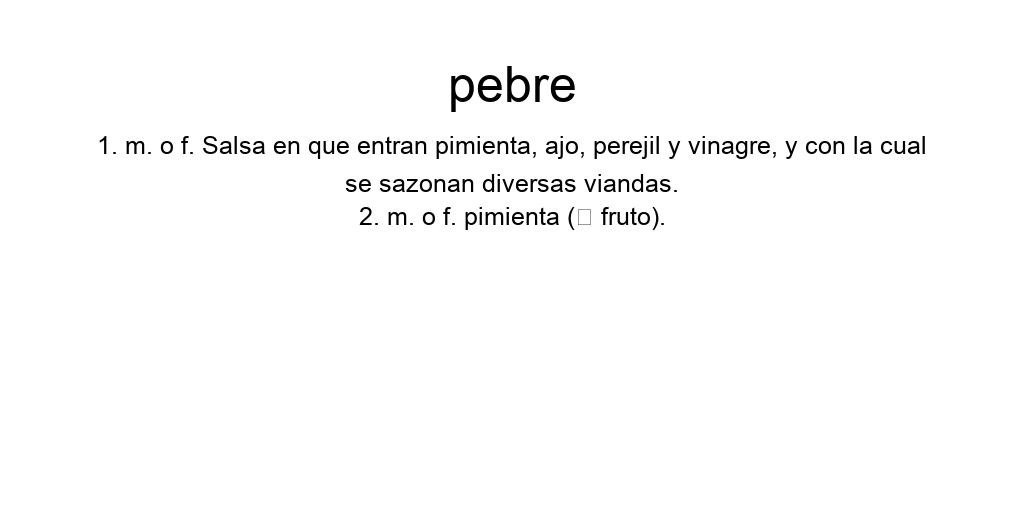 pebre
1. m. o f. Salsa en que entran pimienta, ajo, perejil y vinagre, y con la cual
se sazonan diversas viandas.
2. m. o f. pimienta (□ fruto).